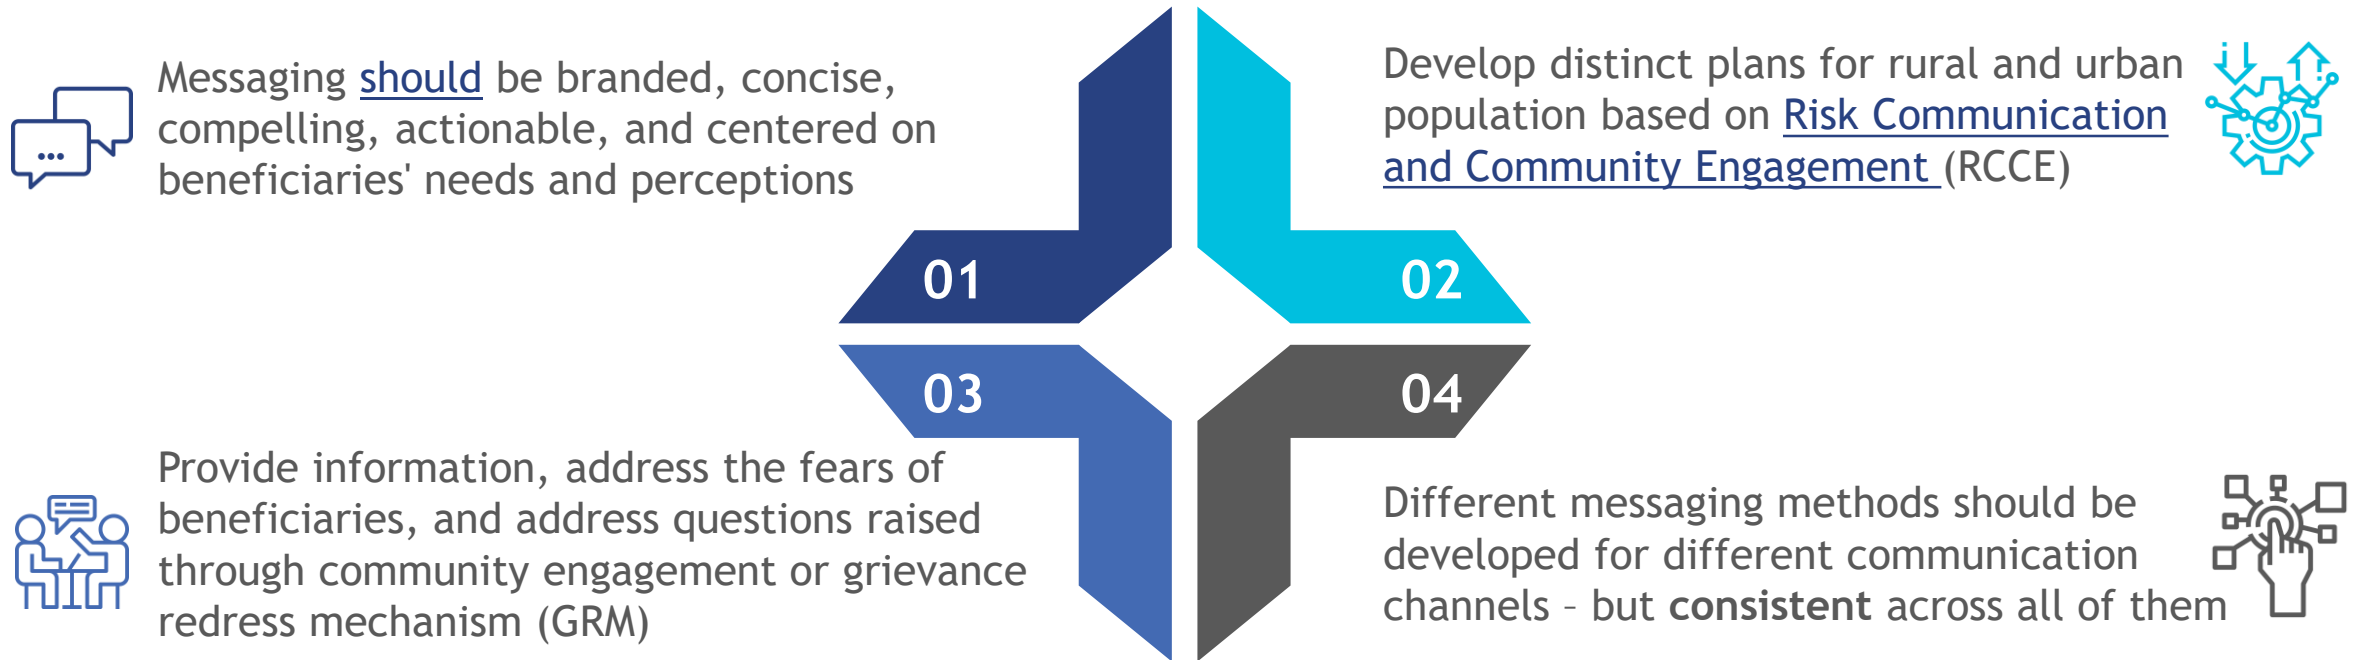 Messaging should be branded, concise,
compelling, actionable, and centered on
beneficiaries' needs and perceptions
01
Develop distinct plans for rural and urban
population based on Risk Communication
and Community Engagement (RCCE)
02
03
Provide information, address the fears of
beneficiaries, and address questions raised
through community engagement or grievance
redress mechanism (GRM)
04
Different messaging methods should be
developed for different communication
channels – but consistent across all of them